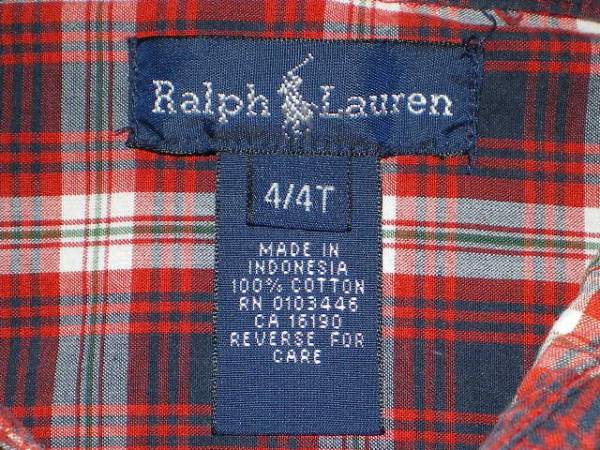 Ralph Lauren
4/4T
MADE IN
INDONESIA
100% COTTON
RN 0103446
CA 16190
REVERSE FOR
CARE